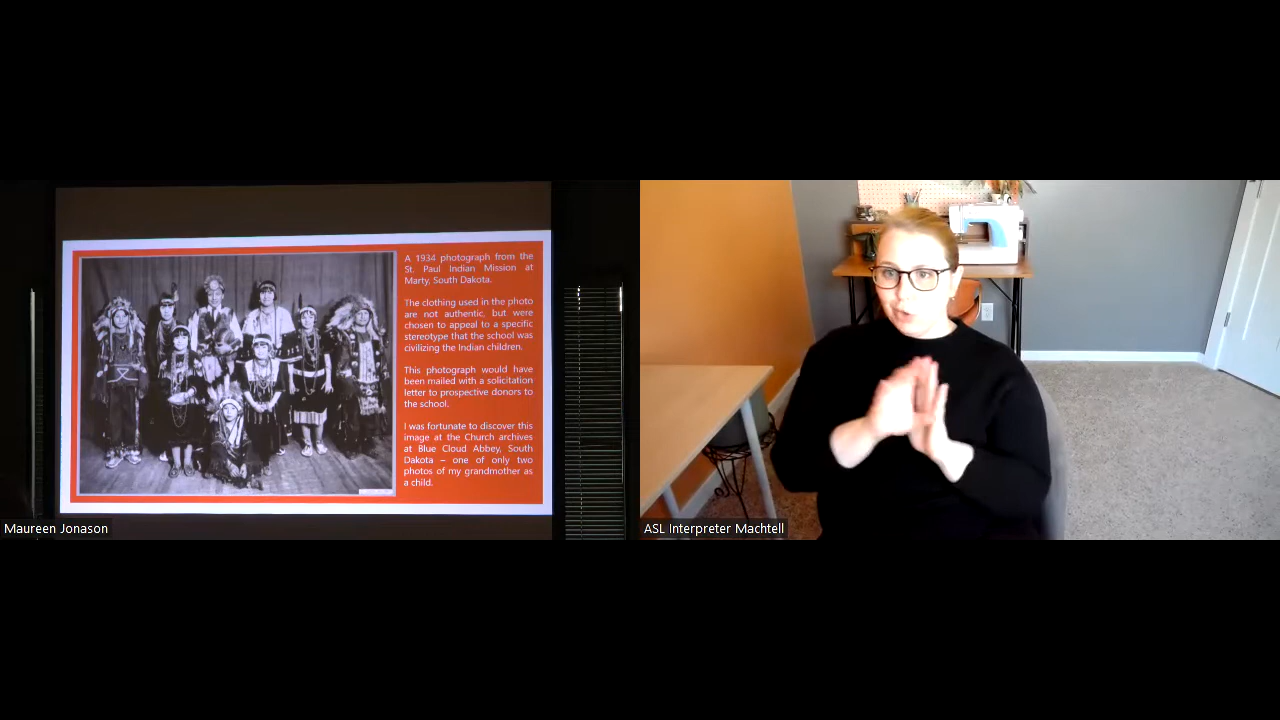 A 1934 photograph from the
St. Paul Indian Mission at
Marty, South Dakota.
The clothing used in the photo
are not authentic, but were
chosen to appeal to a specific
stereotype that the school was
civilizing the Indian children.
This photograph would have
been mailed with a solicitation
letter to prospective donors to
the school.
I was fortunate to discover this
image at the Church archives
at Blue Cloud Abbey, South
Dakota – one of only two
photos of my grandmother as
a child.
Maureen Jonason
ASL Interpreter Machtell